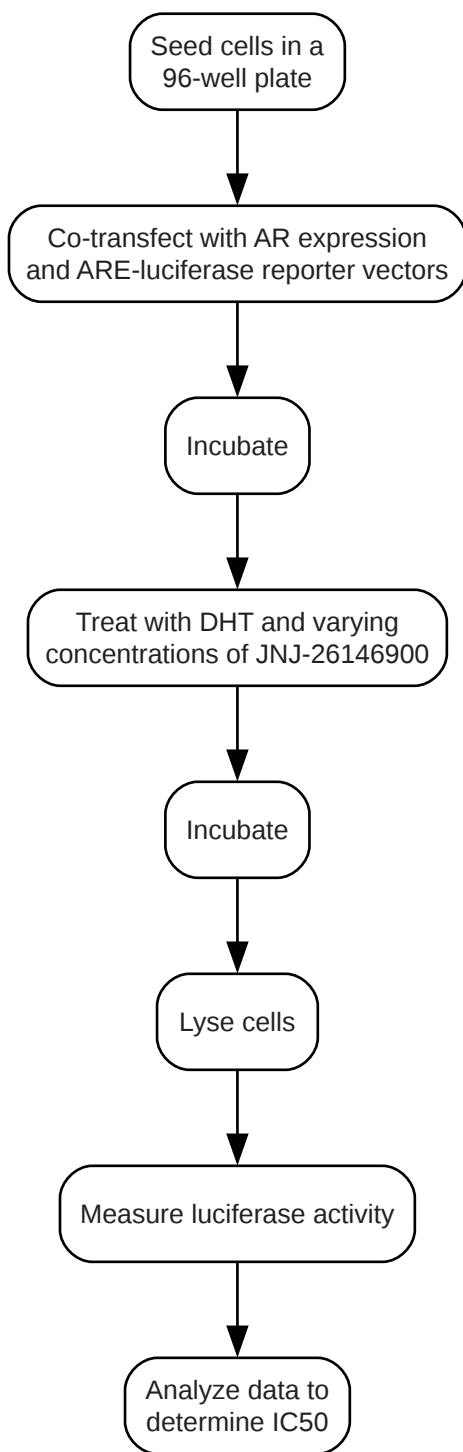 Seed cells in a
96-well plate
Co-transfect with AR expression
and ARE-luciferase reporter vectors
Incubate
Treat with DHT and varying
concentrations of JNJ-26146900
Incubate
Lyse cells
Measure luciferase activity
Analyze data to
determine IC50